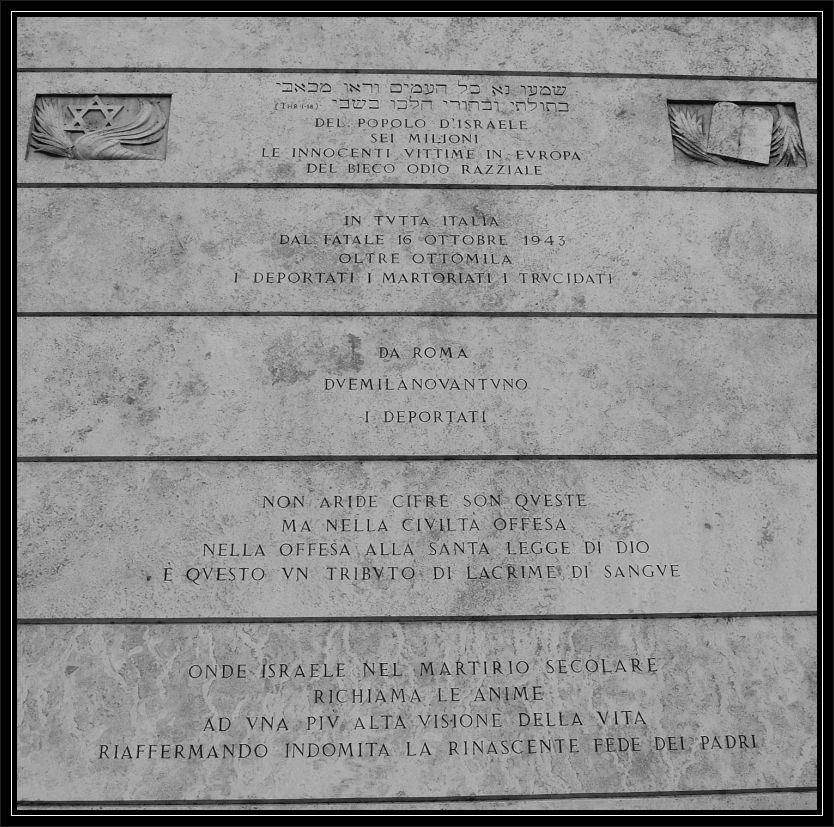 שמעו נא כל העמים וראו מכאבי
בתולתי ובחורי הלכו בשבי (THR·I-18)
DEL POPOLO D'ISRAELE
SEI MILIONI
LE INNOCENTI VITTIME IN EVROPA
DEL BIECO ODIO RAZZIALE
IN TVTTA ITALIA
DAL FATALE 16 OTTOBRE 1943
OLTRE OTTOMILA
I DEPORTATI I MARTORIATI I TRVCIDATI
DA ROMA
DVEMILANOVANTVNO
I DEPORTATI
NON ARIDE CIFRE SON QVESTE
MA NELLA CIVILTÀ OFFESA
NELLA OFFESA ALLA SANTA LEGGE DI DIO
È QVESTO VN TRIBVTO DI LACRIME DI SANGVE
ONDE ISRAELE NEL MARTIRIO SECOLARE
RICHIAMA LE ANIME
AD VNA PIÙ ALTA VISIONE DELLA VITA
RIAFFERMANDO INDOMITA LA RINASCENTE FEDE DEI PADRI